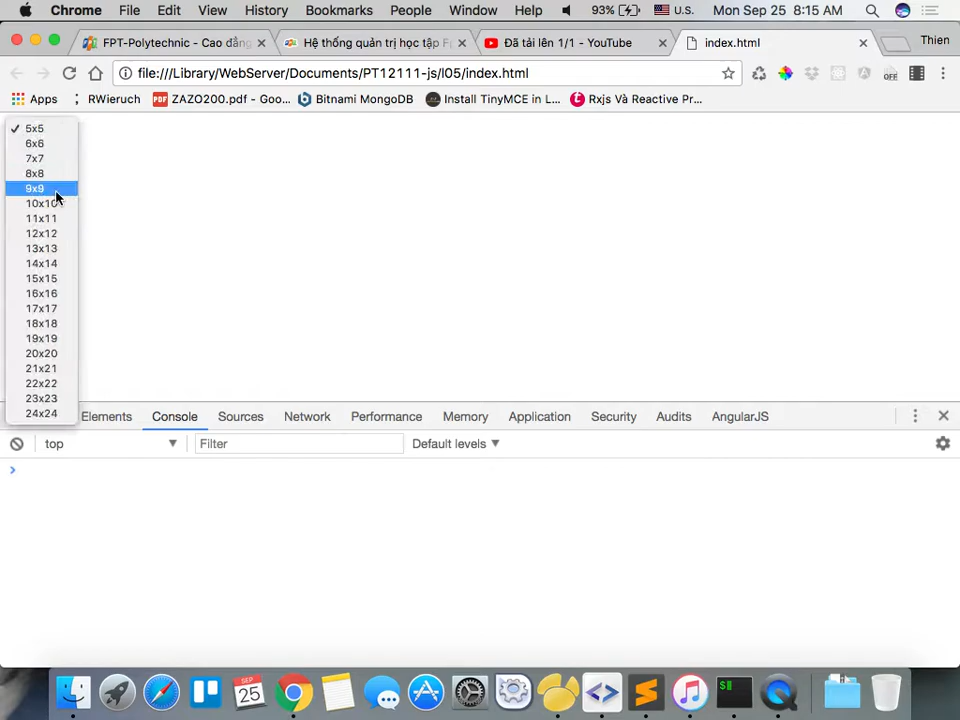 Chrome File Edit View History Bookmarks People Window Help 93% U.S. Mon Sep 25 8:15 AM
FPT-Polytechnic - Cao đẳng
Hệ thống quản trị học tập Fp
Đã tải lên 1/1 - YouTube
index.html
Thien
file:///Library/WebServer/Documents/PT12111-js/l05/index.html
OFF
Apps
RWieruch
ZAZO200.pdf - Goo...
Bitnami MongoDB
Install TinyMCE in L...
Rxjs Và Reactive Pr...
5x5
6x6
7x7
8x8
9x9
10x10
11x11
12x12
13x13
14x14
15x15
16x16
17x17
18x18
19x19
20x20
21x21
22x22
23x23
24x24
Elements Console Sources Network Performance Memory Application Security Audits AngularJS
top
Filter
Default levels
SEP
25